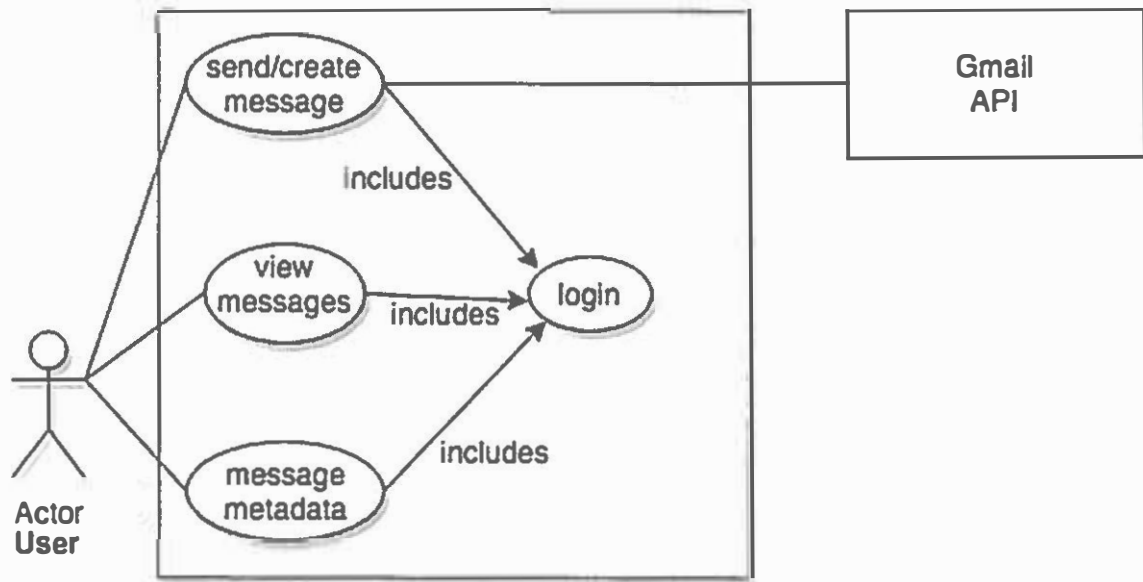 send/create
message
Gmail
API
includes
view
messages
includes
login
includes
message
metadata
Actor
User